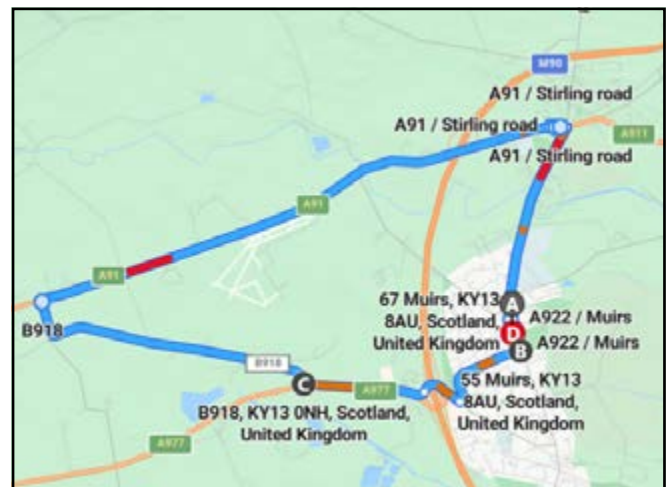 M90
A91 / Stirling road
A91 / Stirling road
A911
A91 / Stirling road
A91
A91
67 Muirs, KY13
8AU, Scotland,
United Kingdom
A
A922 / Muirs
D
B918
A922 / Muirs
B
B918
C
A977
55 Muirs, KY13
8AU, Scotland,
United Kingdom
B918, KY13 0NH, Scotland,
United Kingdom
A977